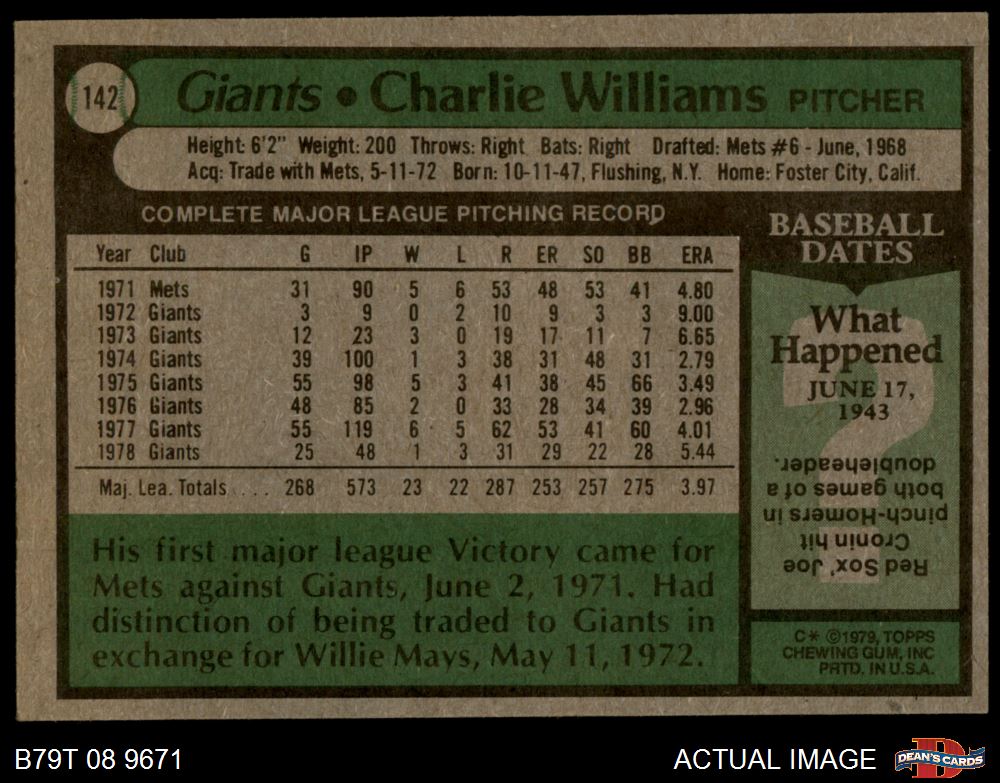 142
Giants • Charlie Williams PITCHER
Height: 6'2" Weight: 200 Throws: Right Bats: Right Drafted: Mets #6 - June, 1968
Acq: Trade with Mets, 5-11-72 Born: 10-11-47, Flushing, N.Y. Home: Foster City, Calif.
COMPLETE MAJOR LEAGUE PITCHING RECORD
Year Club G IP W L R ER SO BB ERA
1971 Mets 31 90 5 6 53 48 53 41 4.80
1972 Giants 3 9 0 2 10 9 3 3 9.00
1973 Giants 12 23 3 0 19 17 11 7 6.65
1974 Giants 39 100 1 3 38 31 48 31 2.79
1975 Giants 55 98 5 3 41 38 45 66 3.49
1976 Giants 48 85 2 0 33 28 34 39 2.96
1977 Giants 55 119 6 5 62 53 41 60 4.01
1978 Giants 25 48 1 3 31 29 22 28 5.44
Maj. Lea. Totals .... 268 573 23 22 287 253 257 275 3.97
His first major league Victory came for
Mets against Giants, June 2, 1971. Had
distinction of being traded to Giants in
exchange for Willie Mays, May 11, 1972.
BASEBALL
DATES
What
Happened
JUNE 17,
1943
?
Red Sox' Joe
Cronin hit
pinch-Homers in
both games of a
doubleheader.
C* ©1979, TOPPS
CHEWING GUM, INC
PRTD. IN U.S.A.
B79T 08 9671
ACTUAL IMAGE
D
DEAN'S CARDS